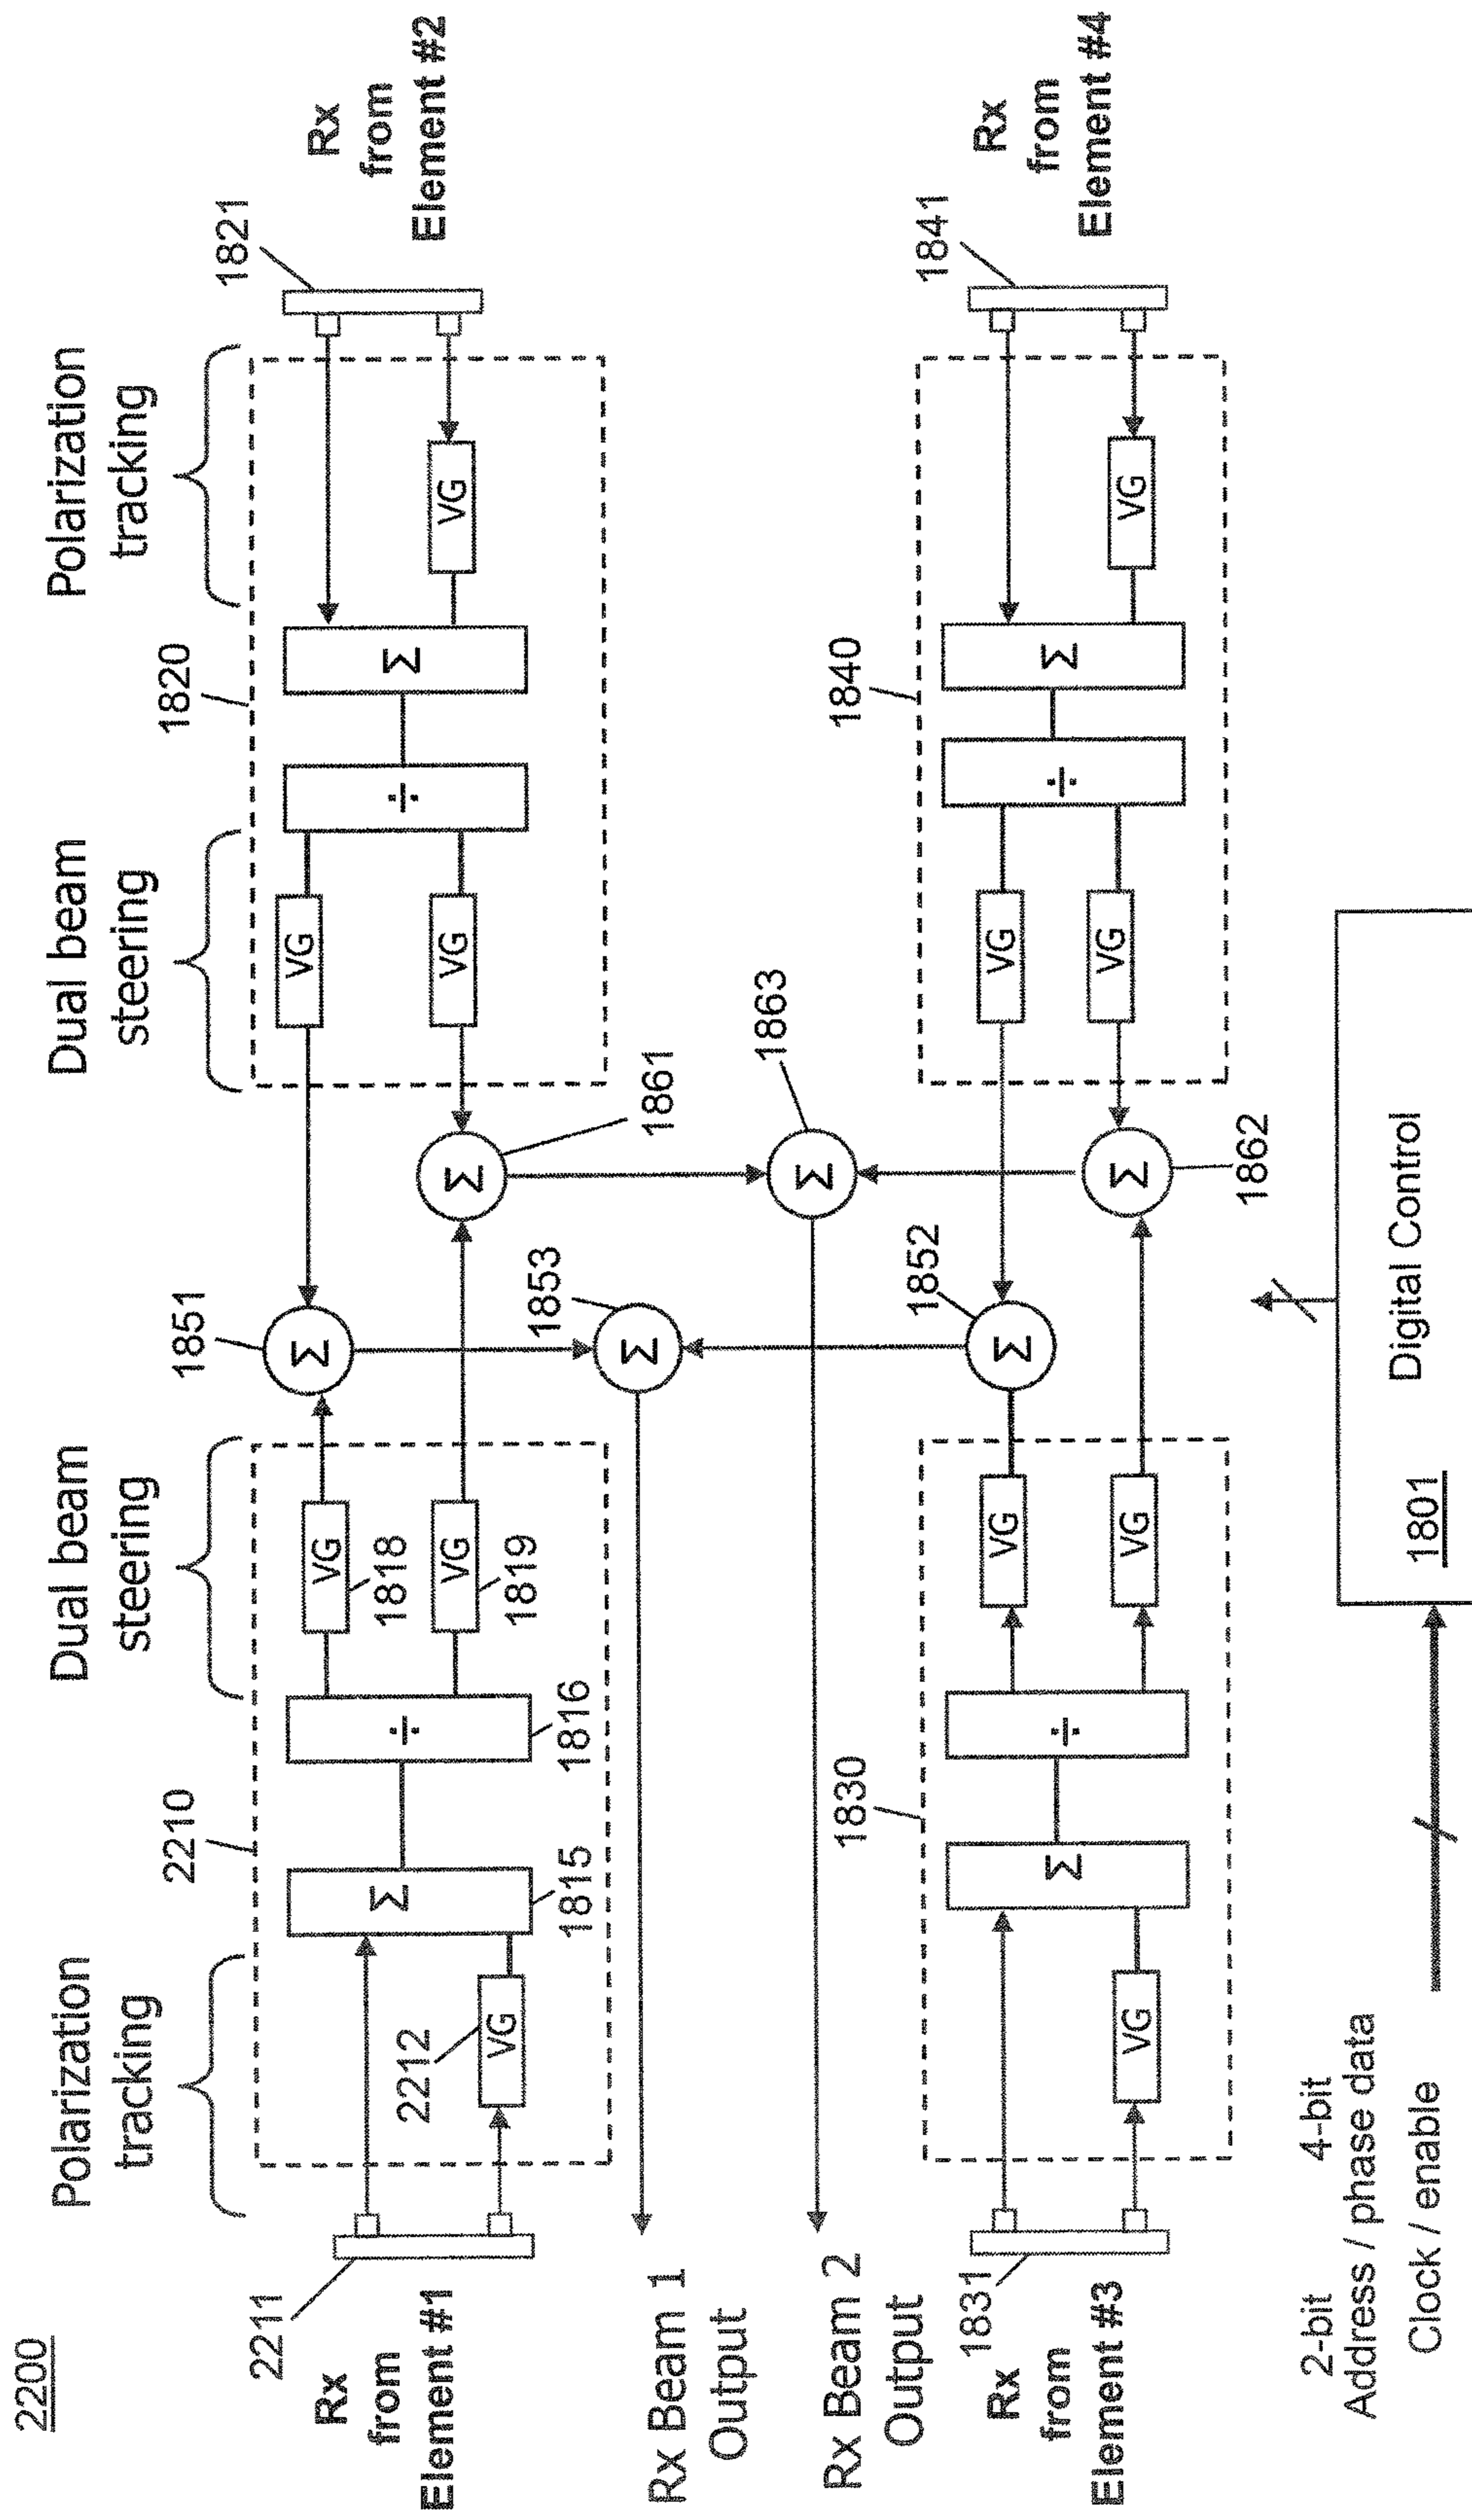 2200
Polarization
tracking
Dual beam
steering
Dual beam
steering
Polarization
tracking
2210
1851
1820
1821
2211
Rx
from
Element #1
2212
VG
Σ
1815
÷
1816
VG
1818
VG
1819
Σ
Σ
1861
VG
VG
÷
Σ
VG
Rx
from
Element #2
Rx Beam 1
Output
1853
Σ
Rx Beam 2
Output
1863
Σ
1830
1852
1840
1841
1831
Rx
from
Element #3
VG
Σ
÷
VG
VG
Σ
Σ
1862
VG
VG
÷
Σ
VG
Rx
from
Element #4
2-bit 4-bit
Address / phase data
Clock / enable
Digital Control
1801